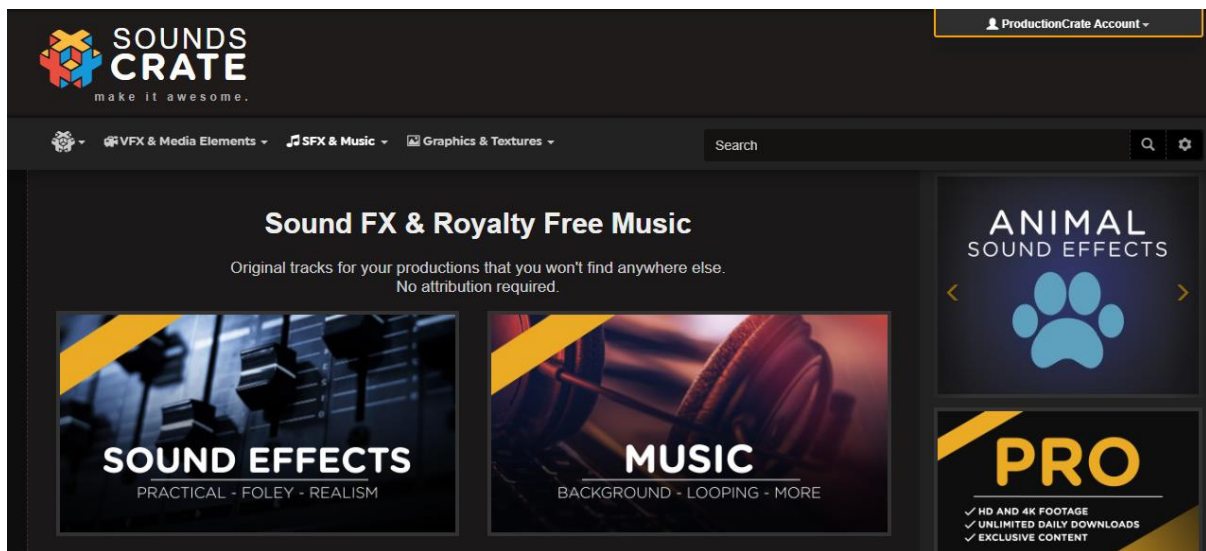 SOUNDS
CRATE
make it awesome.
ProductionCrate Account
VFX & Media Elements
SFX & Music
Graphics & Textures
Search
Sound FX & Royalty Free Music
Original tracks for your productions that you won't find anywhere else.
No attribution required.
SOUND EFFECTS
PRACTICAL - FOLEY - REALISM
MUSIC
BACKGROUND - LOOPING - MORE
ANIMAL
SOUND EFFECTS
PRO
HD AND 4K FOOTAGE
UNLIMITED DAILY DOWNLOADS
EXCLUSIVE CONTENT